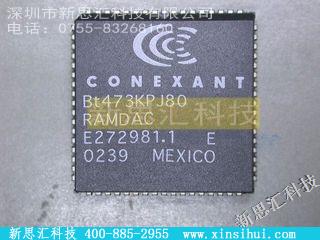 深圳市新思汇科技有限公司
电话：0755-83268160
CONEXANT
Bt473KPJ80
RAMDAC
E272981.1 E
0239 MEXICO
新思汇科技
新思汇科技 400-885-2955 www.xinsihui.com